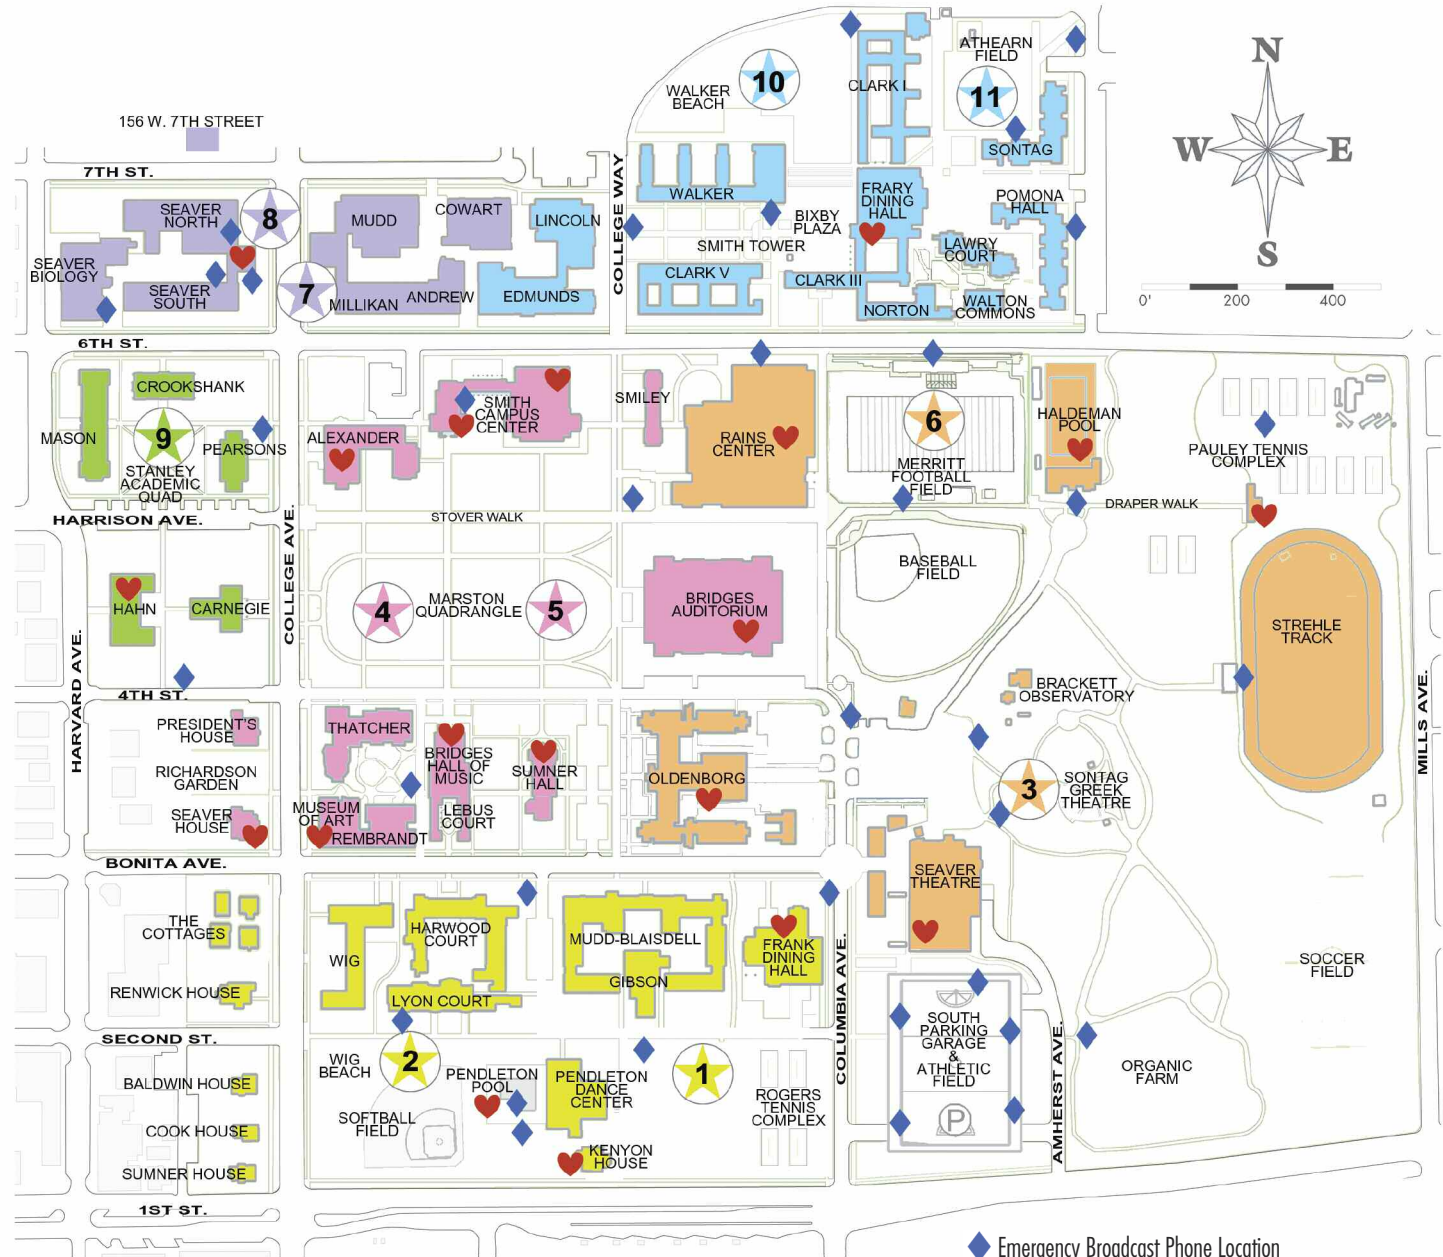 N
W
E
S
0'
200
400
10
WALKER
BEACH
CLARK I
ATHEARN
FIELD
11
SONTAG
156 W. 7TH STREET
7TH ST.
SEAVER
NORTH
8
MUDD
COWART
LINCOLN
COLLEGE WAY
WALKER
BIXBY
PLAZA
FRARY
DINING
HALL
POMONA
HALL
SMITH TOWER
LAWRY
COURT
SEAVER
BIOLOGY
SEAVER
SOUTH
7
MILLIKAN
ANDREW
EDMUNDS
CLARK V
CLARK III
NORTON
WALTON
COMMONS
6TH ST.
CROOKSHANK
MASON
9
PEARSONS
STANLEY
ACADEMIC
QUAD
ALEXANDER
SMITH
CAMPUS
CENTER
SMILEY
RAINS
CENTER
6
MERRITT
FOOTBALL
FIELD
HALDEMAN
POOL
PAULEY TENNIS
COMPLEX
DRAPER WALK
HARRISON AVE.
STOVER WALK
COLLEGE AVE.
BASEBALL
FIELD
HAHN
CARNEGIE
4
MARSTON
QUADRANGLE
5
BRIDGES
AUDITORIUM
STREHLE
TRACK
HARVARD AVE.
4TH ST.
BRACKETT
OBSERVATORY
MILLS AVE.
PRESIDENT'S
HOUSE
RICHARDSON
GARDEN
SEAVER
HOUSE
THATCHER
BRIDGES
HALL OF
MUSIC
SUMNER
HALL
MUSEUM
OF ART
REMBRANDT
LEBUS
COURT
OLDENBORG
3
SONTAG
GREEK
THEATRE
BONITA AVE.
SEAVER
THEATRE
THE
COTTAGES
WIG
HARWOOD
COURT
MUDD-BLAISDELL
GIBSON
FRANK
DINING
HALL
COLUMBIA AVE.
RENWICK HOUSE
LYON COURT
SOCCER
FIELD
SECOND ST.
WIG
BEACH
2
1
SOUTH
PARKING
GARAGE
&
ATHLETIC
FIELD
P
AMHERST AVE.
ORGANIC
FARM
BALDWIN HOUSE
PENDLETON
POOL
PENDLETON
DANCE
CENTER
ROGERS
TENNIS
COMPLEX
COOK HOUSE
SOFTBALL
FIELD
KENYON
HOUSE
SUMNER HOUSE
1ST ST.
Emergency Broadcast Phone Location